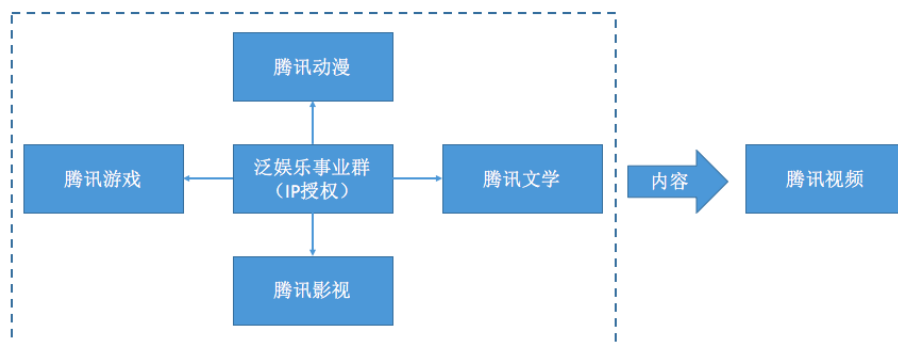 腾讯动漫
腾讯游戏
泛娱乐事业群
（IP授权）
腾讯文学
内容
腾讯视频
腾讯影视